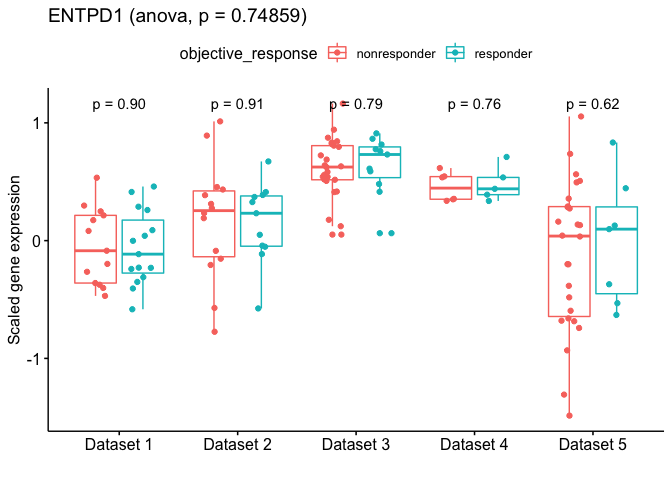 ENTPD1 (anova, p = 0.74859)
objective_response nonresponder responder
p = 0.90 p = 0.91 p = 0.79 p = 0.76 p = 0.62
Scaled gene expression
1
0
-1
Dataset 1 Dataset 2 Dataset 3 Dataset 4 Dataset 5